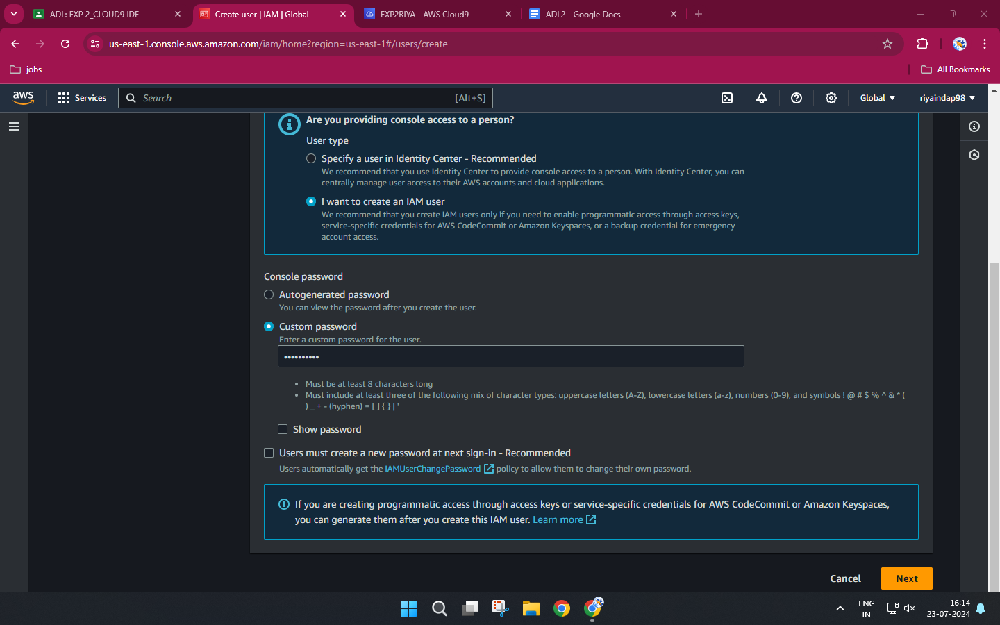 ADL: EXP 2_CLOUD9 IDE
Create user | IAM | Global
EXP2RIYA - AWS Cloud9
ADL2 - Google Docs
us-east-1.console.aws.amazon.com/iam/home?region=us-east-1#/users/create
jobs
All Bookmarks
aws
Services
Search
[Alt+S]
Global
riyaindap98
Are you providing console access to a person?
User type
Specify a user in Identity Center - Recommended
We recommend that you use Identity Center to provide console access to a person. With Identity Center, you can
centrally manage user access to their AWS accounts and cloud applications.
I want to create an IAM user
We recommend that you create IAM users only if you need to enable programmatic access through access keys,
service-specific credentials for AWS CodeCommit or Amazon Keyspaces, or a backup credential for emergency
account access.
Console password
Autogenerated password
You can view the password after you create the user.
Custom password
Enter a custom password for the user.
••••••••••
• Must be at least 8 characters long
• Must include at least three of the following mix of character types: uppercase letters (A-Z), lowercase letters (a-z), numbers (0-9), and symbols ! @ # $ % ^ & * (
) _ + - (hyphen) = [ ] { } | '
Show password
Users must create a new password at next sign-in - Recommended
Users automatically get the IAMUserChangePassword policy to allow them to change their own password.
If you are creating programmatic access through access keys or service-specific credentials for AWS CodeCommit or Amazon Keyspaces,
you can generate them after you create this IAM user. Learn more
Cancel
Next
ENG
IN
16:14
23-07-2024